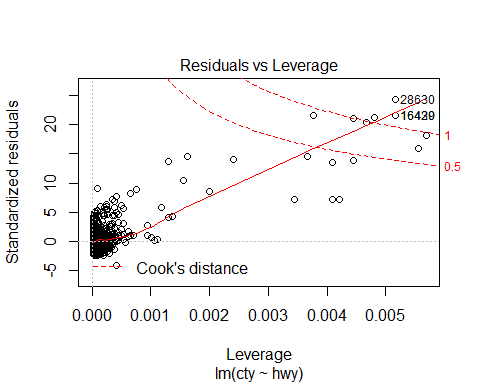 Residuals vs Leverage
Standardized residuals
20
10
5
0
-5
28630
1
0.5
Cook's distance
0.000 0.001 0.002 0.003 0.004 0.005
Leverage
lm(cty ~ hwy)